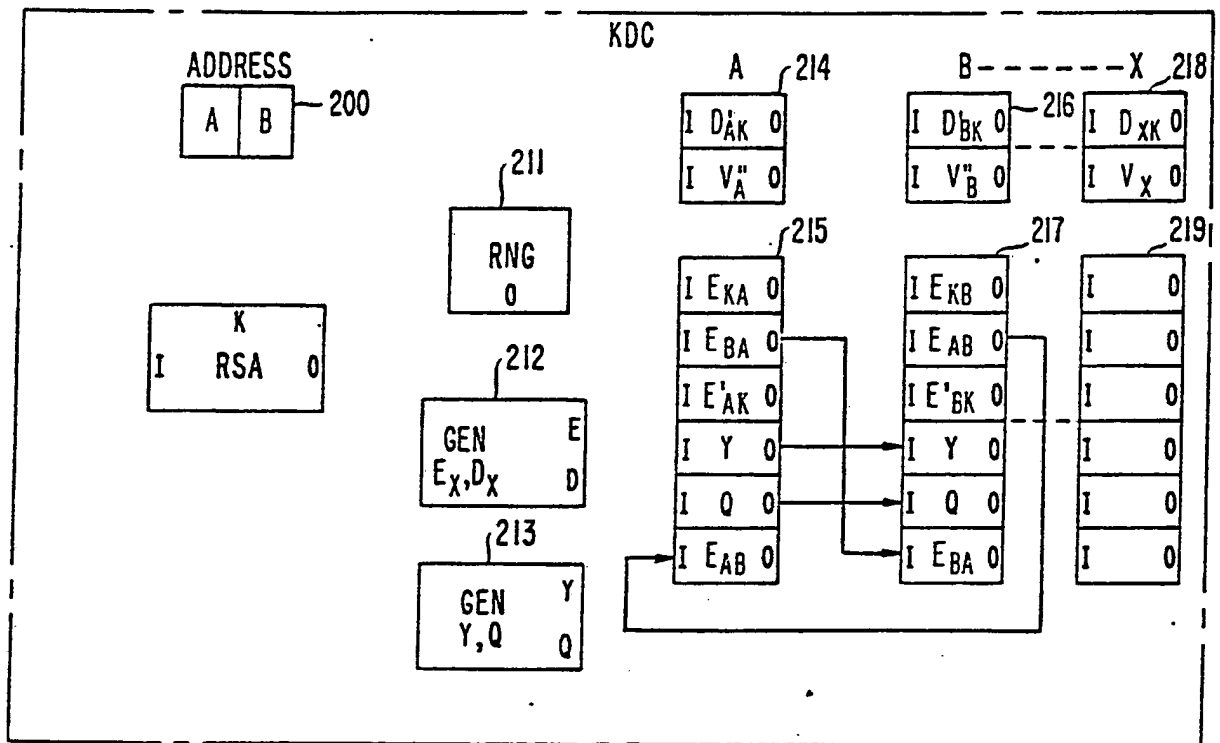 KDC
ADDRESS
A B
200
A
214
B ------ X
218
216
I D'AK O
I V"A O
I D'BK O
I V"B O
I DXK O
I VX O
211
RNG
O
K
I RSA O
212
GEN
EX,DX
E
D
213
GEN
Y,Q
Y
Q
215
I EKA O
I EBA O
I E'AK O
I Y O
I Q O
I EAB O
217
I EKB O
I EAB O
I E'BK O
I Y O
I Q O
I EBA O
219
I O
I O
I O
I O
I O
I O